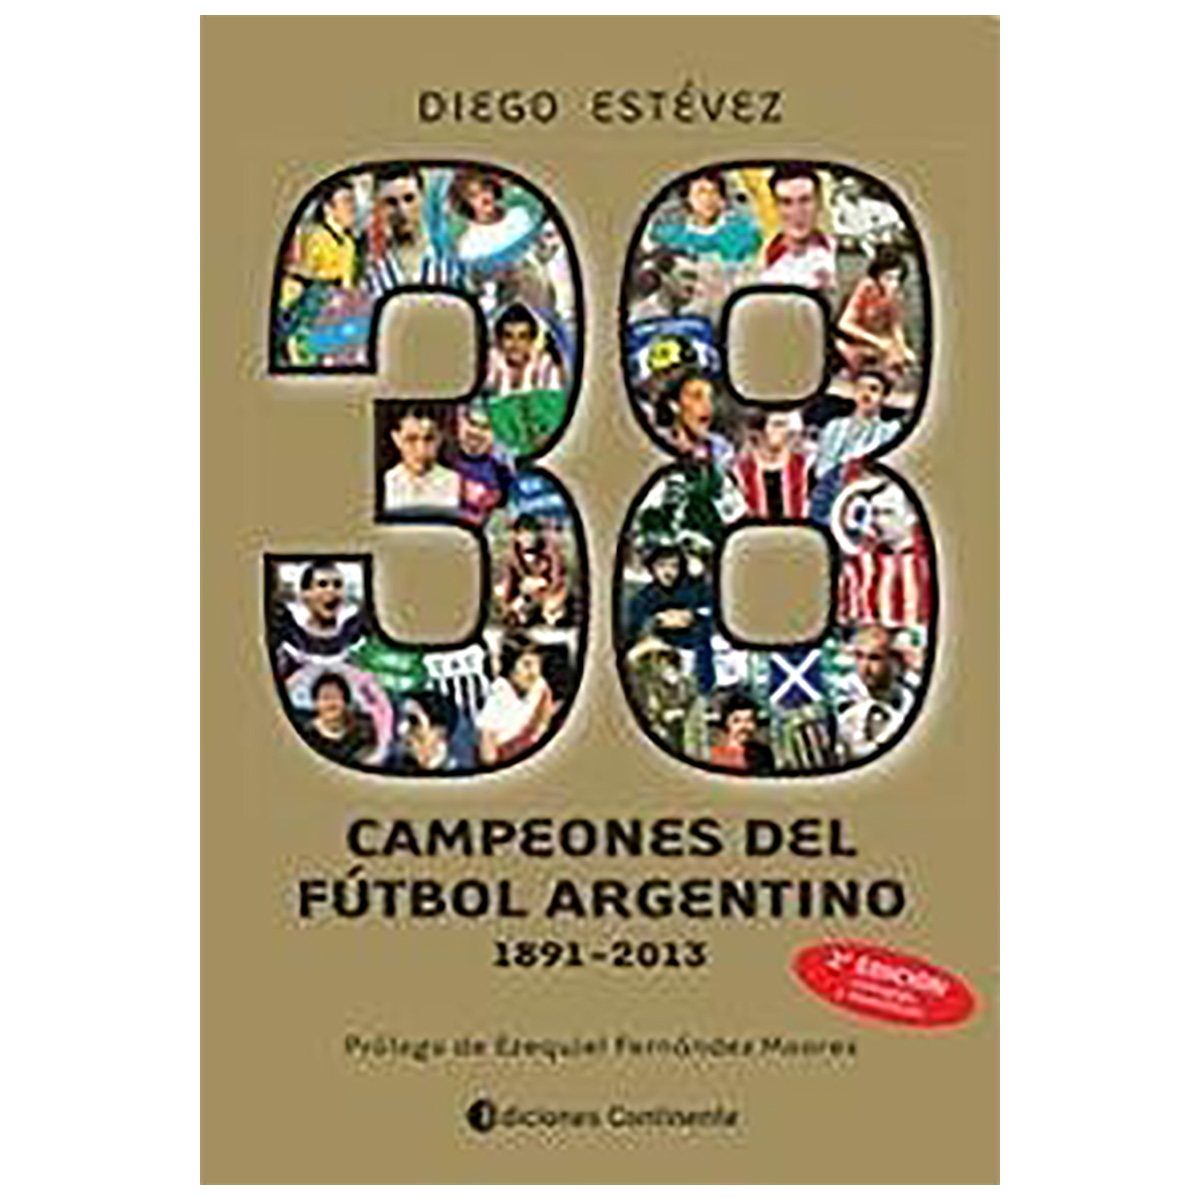 DIEGO ESTÉVEZ
38
CAMPEONES DEL
FÚTBOL ARGENTINO
1891-2013
2ª EDICIÓN
Prólogo de Ezequiel Fernández Moores
Ediciones Continente